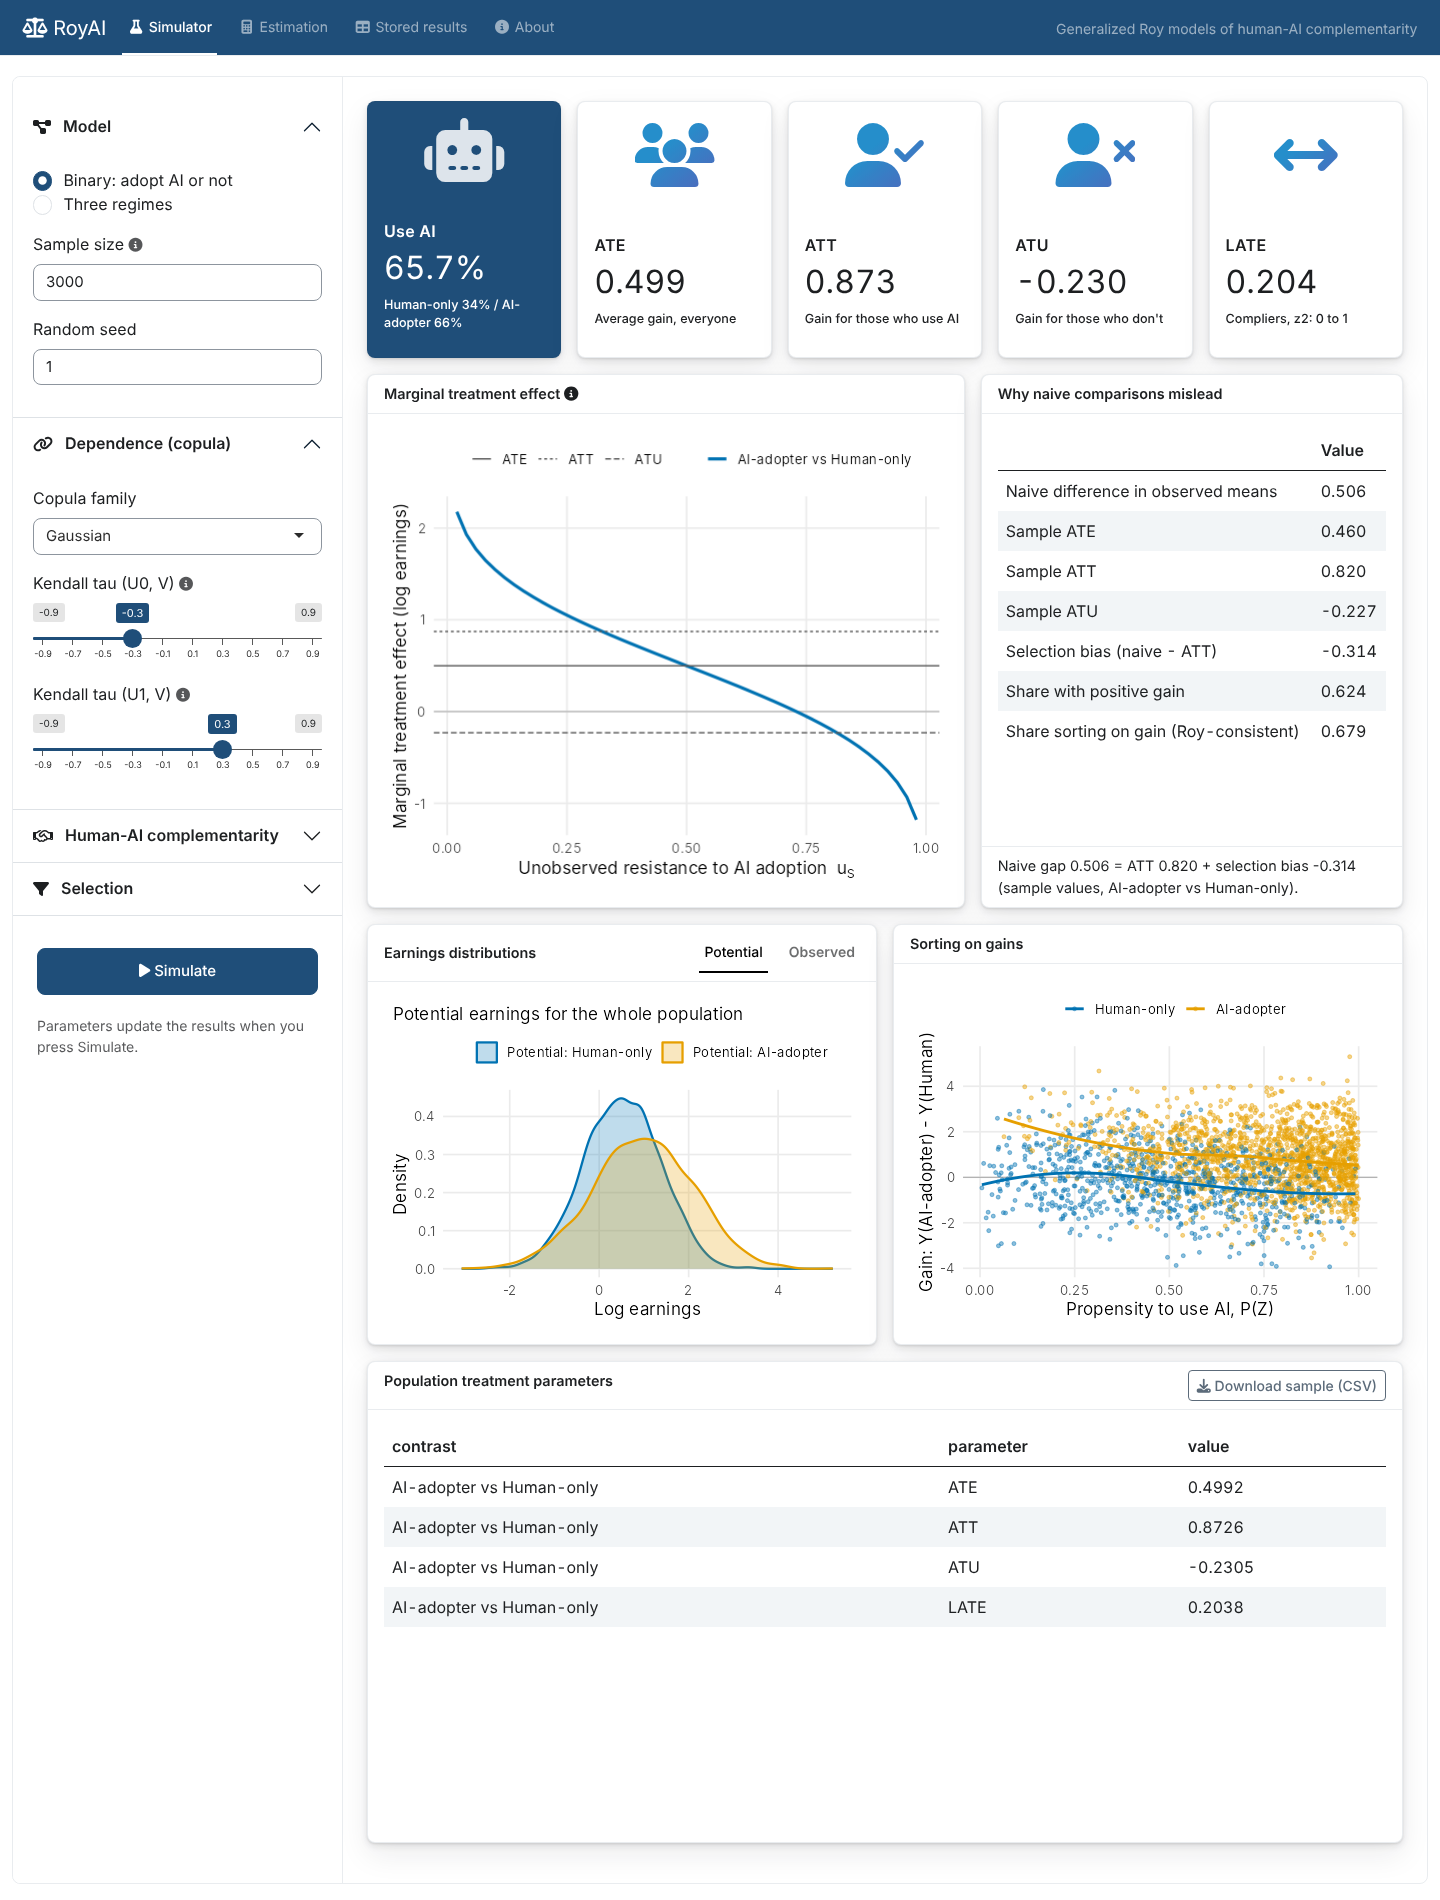 RoyAI
Simulator
Estimation
Stored results
About
Generalized Roy models of human-AI complementarity
Model
Binary: adopt AI or not
Three regimes
Sample size
3000
Random seed
1
Dependence (copula)
Copula family
Gaussian
Kendall tau (U0, V)
-0.9 -0.3 0.9
-0.9 -0.7 -0.5 -0.3 -0.1 0.1 0.3 0.5 0.7 0.9
Kendall tau (U1, V)
-0.9 0.3 0.9
-0.9 -0.7 -0.5 -0.3 -0.1 0.1 0.3 0.5 0.7 0.9
Human-AI complementarity
Selection
Simulate
Parameters update the results when you
press Simulate.
Use AI
65.7%
Human-only 34% / AI-
adopter 66%
ATE
0.499
Average gain, everyone
ATT
0.873
Gain for those who use AI
ATU
-0.230
Gain for those who don't
LATE
0.204
Compliers, z2: 0 to 1
Marginal treatment effect
ATE ATT ATU AI-adopter vs Human-only
Marginal treatment effect (log earnings)
2
1
0
-1
0.00 0.25 0.50 0.75 1.00
Unobserved resistance to AI adoption uS
Why naive comparisons mislead
Value
Naive difference in observed means 0.506
Sample ATE 0.460
Sample ATT 0.820
Sample ATU -0.227
Selection bias (naive - ATT) -0.314
Share with positive gain 0.624
Share sorting on gain (Roy-consistent) 0.679
Naive gap 0.506 = ATT 0.820 + selection bias -0.314
(sample values, AI-adopter vs Human-only).
Earnings distributions
Potential
Observed
Potential earnings for the whole population
Potential: Human-only Potential: AI-adopter
Density
0.4
0.3
0.2
0.1
0.0
-2 0 2 4
Log earnings
Sorting on gains
Human-only AI-adopter
Gain: Y(AI-adopter) - Y(Human)
4
2
0
-2
-4
0.00 0.25 0.50 0.75 1.00
Propensity to use AI, P(Z)
Population treatment parameters
Download sample (CSV)
contrast parameter value
AI-adopter vs Human-only ATE 0.4992
AI-adopter vs Human-only ATT 0.8726
AI-adopter vs Human-only ATU -0.2305
AI-adopter vs Human-only LATE 0.2038